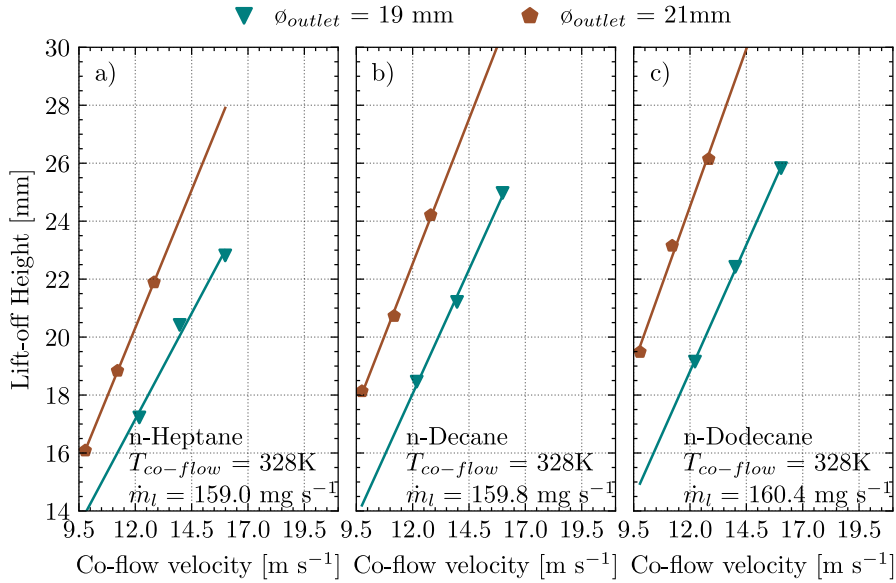 ø_outlet = 19 mm ø_outlet = 21mm
a) b) c)
30
28
26
24
22
20
18
16
14
Lift-off Height [mm]
n-Heptane
T_co−flow = 328K
ṁ_l = 159.0 mg s⁻¹
n-Decane
T_co−flow = 328K
ṁ_l = 159.8 mg s⁻¹
n-Dodecane
T_co−flow = 328K
ṁ_l = 160.4 mg s⁻¹
9.5 12.0 14.5 17.0 19.5 9.5 12.0 14.5 17.0 19.5 9.5 12.0 14.5 17.0 19.5
Co-flow velocity [m s⁻¹] Co-flow velocity [m s⁻¹] Co-flow velocity [m s⁻¹]